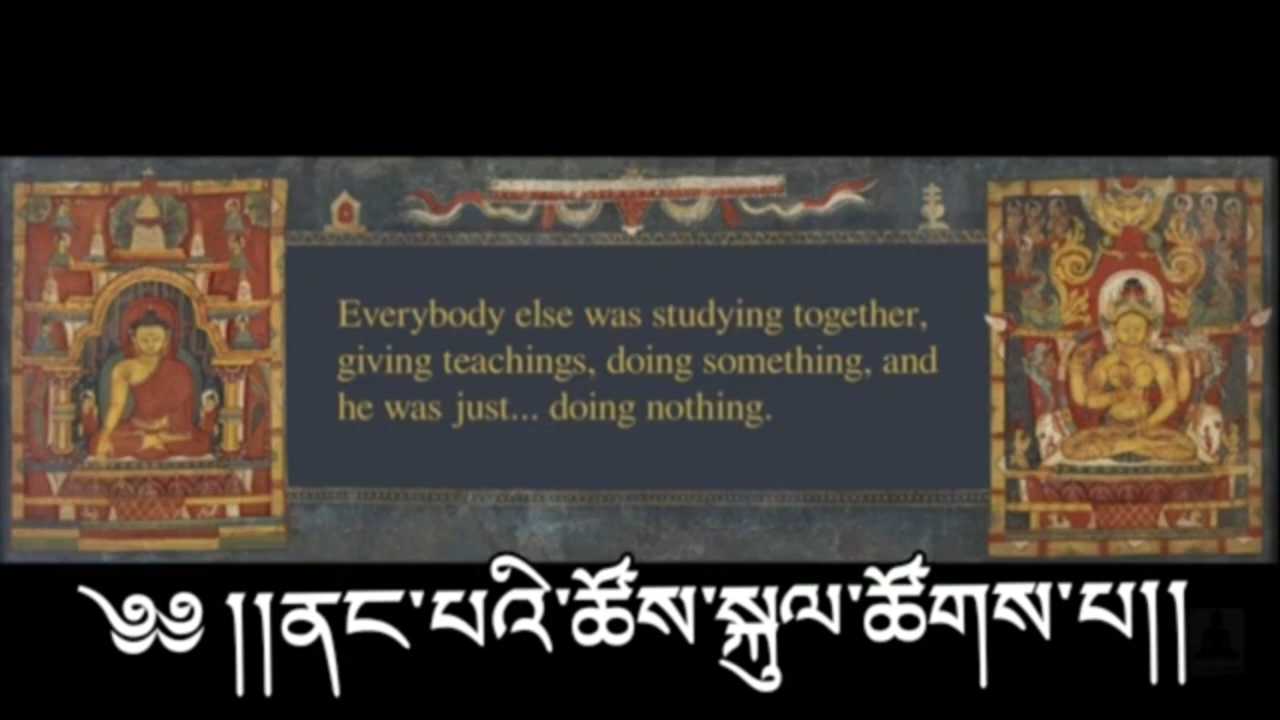 Everybody else was studying together,
giving teachings, doing something, and
he was just... doing nothing.
༄༅།།ནང་པའི་ཆོས་སྐུལ་ཚོགས་པ།།